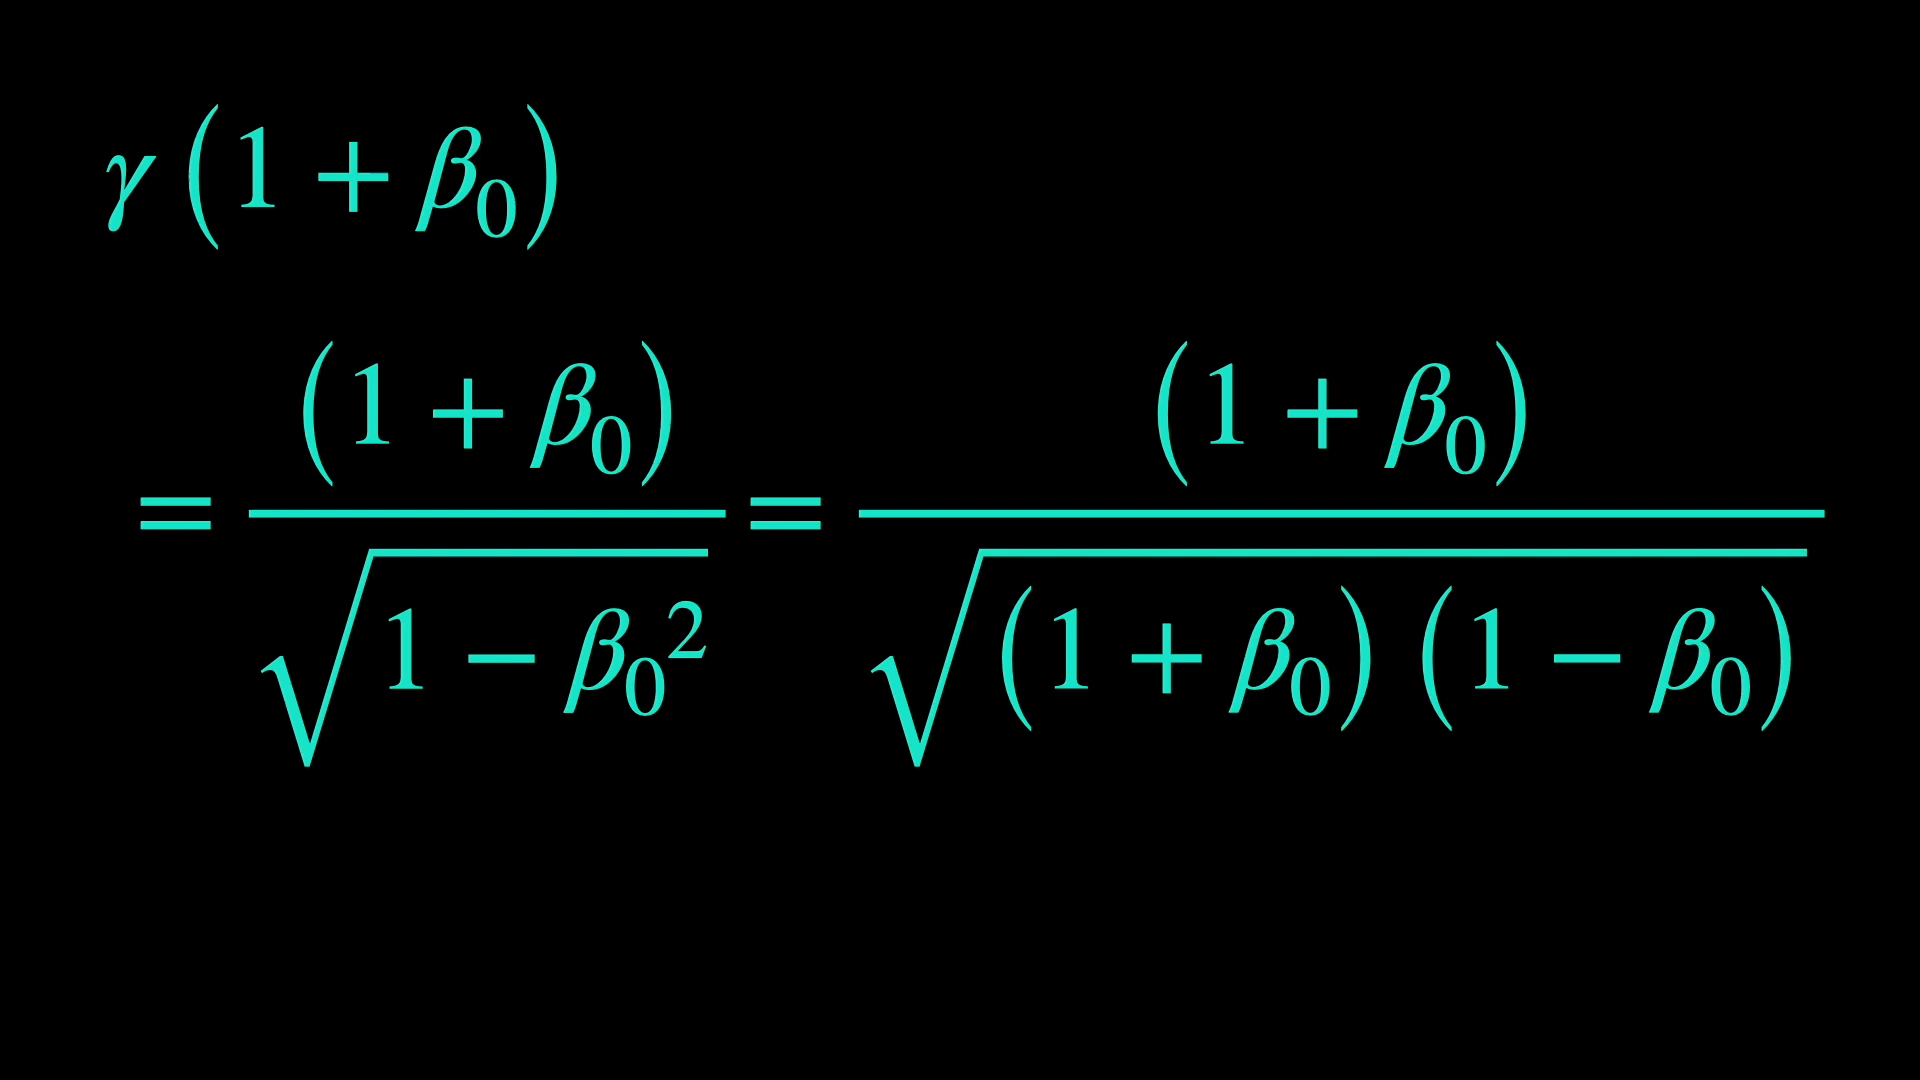 γ (1 + β₀)
= (1 + β₀) / √(1 − β₀²) = (1 + β₀) / √((1 + β₀) (1 − β₀))